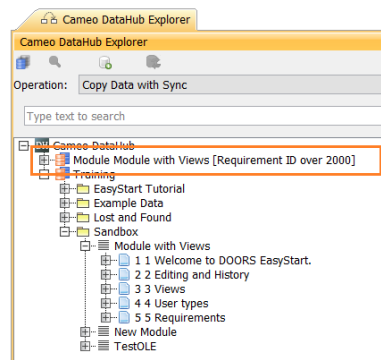 Cameo DataHub Explorer
Cameo DataHub Explorer
Operation: Copy Data with Sync
Type text to search
DH Cameo DataHub
Module Module with Views [Requirement ID over 2000]
Training
EasyStart Tutorial
Example Data
Lost and Found
Sandbox
Module with Views
1 1 Welcome to DOORS EasyStart.
2 2 Editing and History
3 3 Views
4 4 User types
5 5 Requirements
New Module
TestOLE